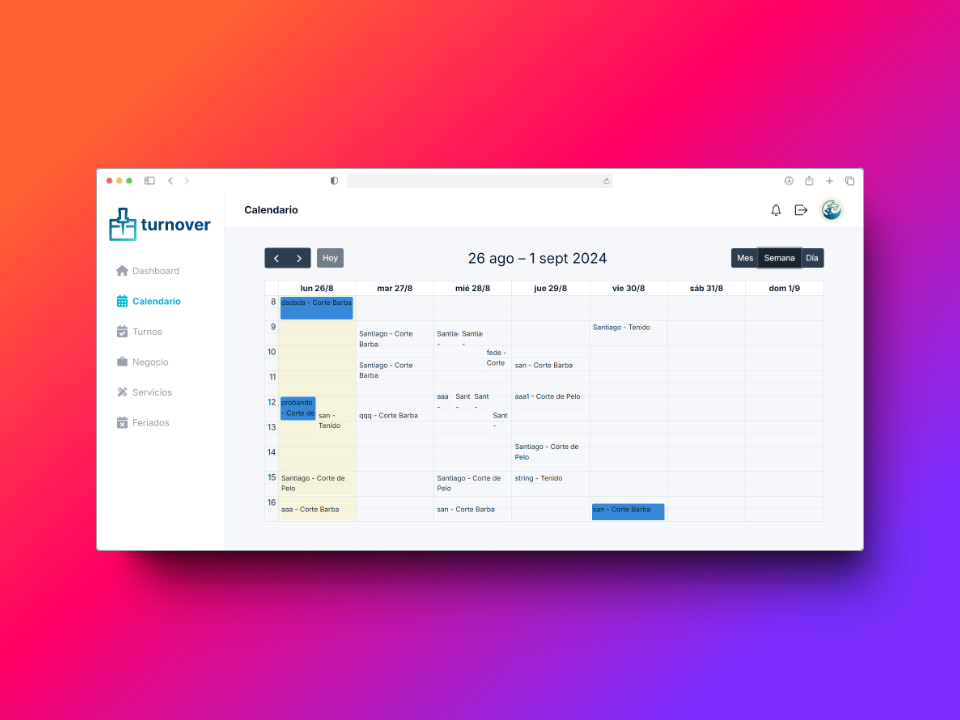 turnover
Calendario
Dashboard
Calendario
Turnos
Negocio
Servicios
Feriados
Hoy
26 ago – 1 sept 2024
Mes Semana Día
lun 26/8 mar 27/8 mié 28/8 jue 29/8 vie 30/8 sáb 31/8 dom 1/9
8
dadada - Corte Barba
9
Santiago - Corte
Barba
Santia
-
Santia
-
Santiago - Tenido
10
Santiago - Corte
Barba
fede -
Corte
san - Corte Barba
11
12
probando
- Corte de
san -
Tenido
qqq - Corte Barba
aaa
-
Sant
-
Sant
-
Sant
-
aaa1 - Corte de Pelo
13
14
Santiago - Corte de
Pelo
15
Santiago - Corte de
Pelo
Santiago - Corte de
Pelo
string - Tenido
16
aaa - Corte Barba
san - Corte Barba
san - Corte Barba